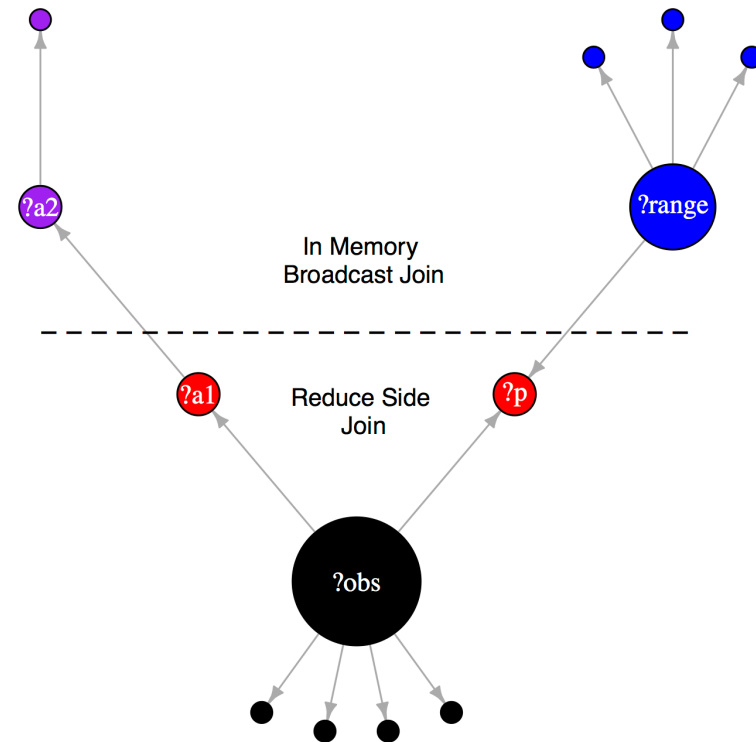 ?a2
?range
In Memory
Broadcast Join
?a1
?p
Reduce Side
Join
?obs